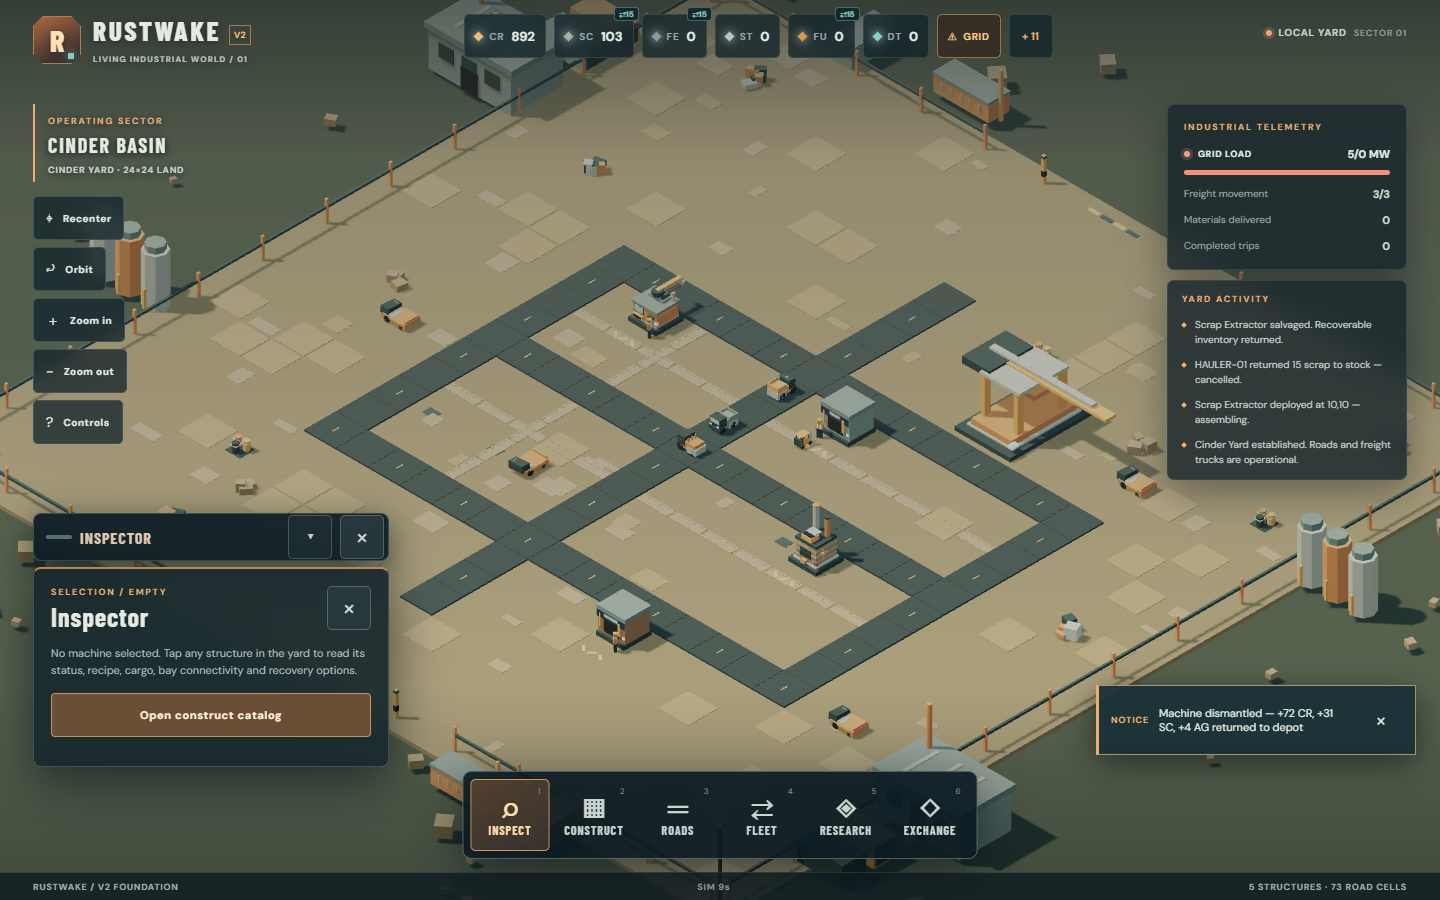 R RUSTWAKE V2
LIVING INDUSTRIAL WORLD / 01
CR 892
SC 103 ⇄15
FE 0 ⇄15
ST 0
FU 0 ⇄15
DT 0
⚠ GRID
+ 11
LOCAL YARD SECTOR 01
OPERATING SECTOR
CINDER BASIN
CINDER YARD · 24×24 LAND
Recenter
Orbit
+ Zoom in
− Zoom out
? Controls
INDUSTRIAL TELEMETRY
GRID LOAD 5/0 MW
Freight movement 3/3
Materials delivered 0
Completed trips 0
YARD ACTIVITY
Scrap Extractor salvaged. Recoverable
inventory returned.
HAULER-01 returned 15 scrap to stock —
cancelled.
Scrap Extractor deployed at 10,10 —
assembling.
Cinder Yard established. Roads and freight
trucks are operational.
INSPECTOR ▼ ✕
SELECTION / EMPTY
Inspector ✕
No machine selected. Tap any structure in the yard to read its
status, recipe, cargo, bay connectivity and recovery options.
Open construct catalog
NOTICE
Machine dismantled — +72 CR, +31
SC, +4 AG returned to depot
✕
1 INSPECT
2 CONSTRUCT
3 ROADS
4 FLEET
5 RESEARCH
6 EXCHANGE
RUSTWAKE / V2 FOUNDATION
SIM 9s
5 STRUCTURES · 73 ROAD CELLS